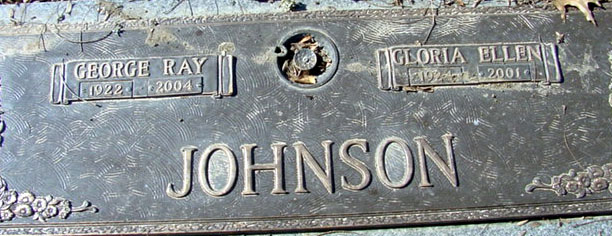 GEORGE RAY
1922 2004
GLORIA ELLEN
1924 2001
JOHNSON